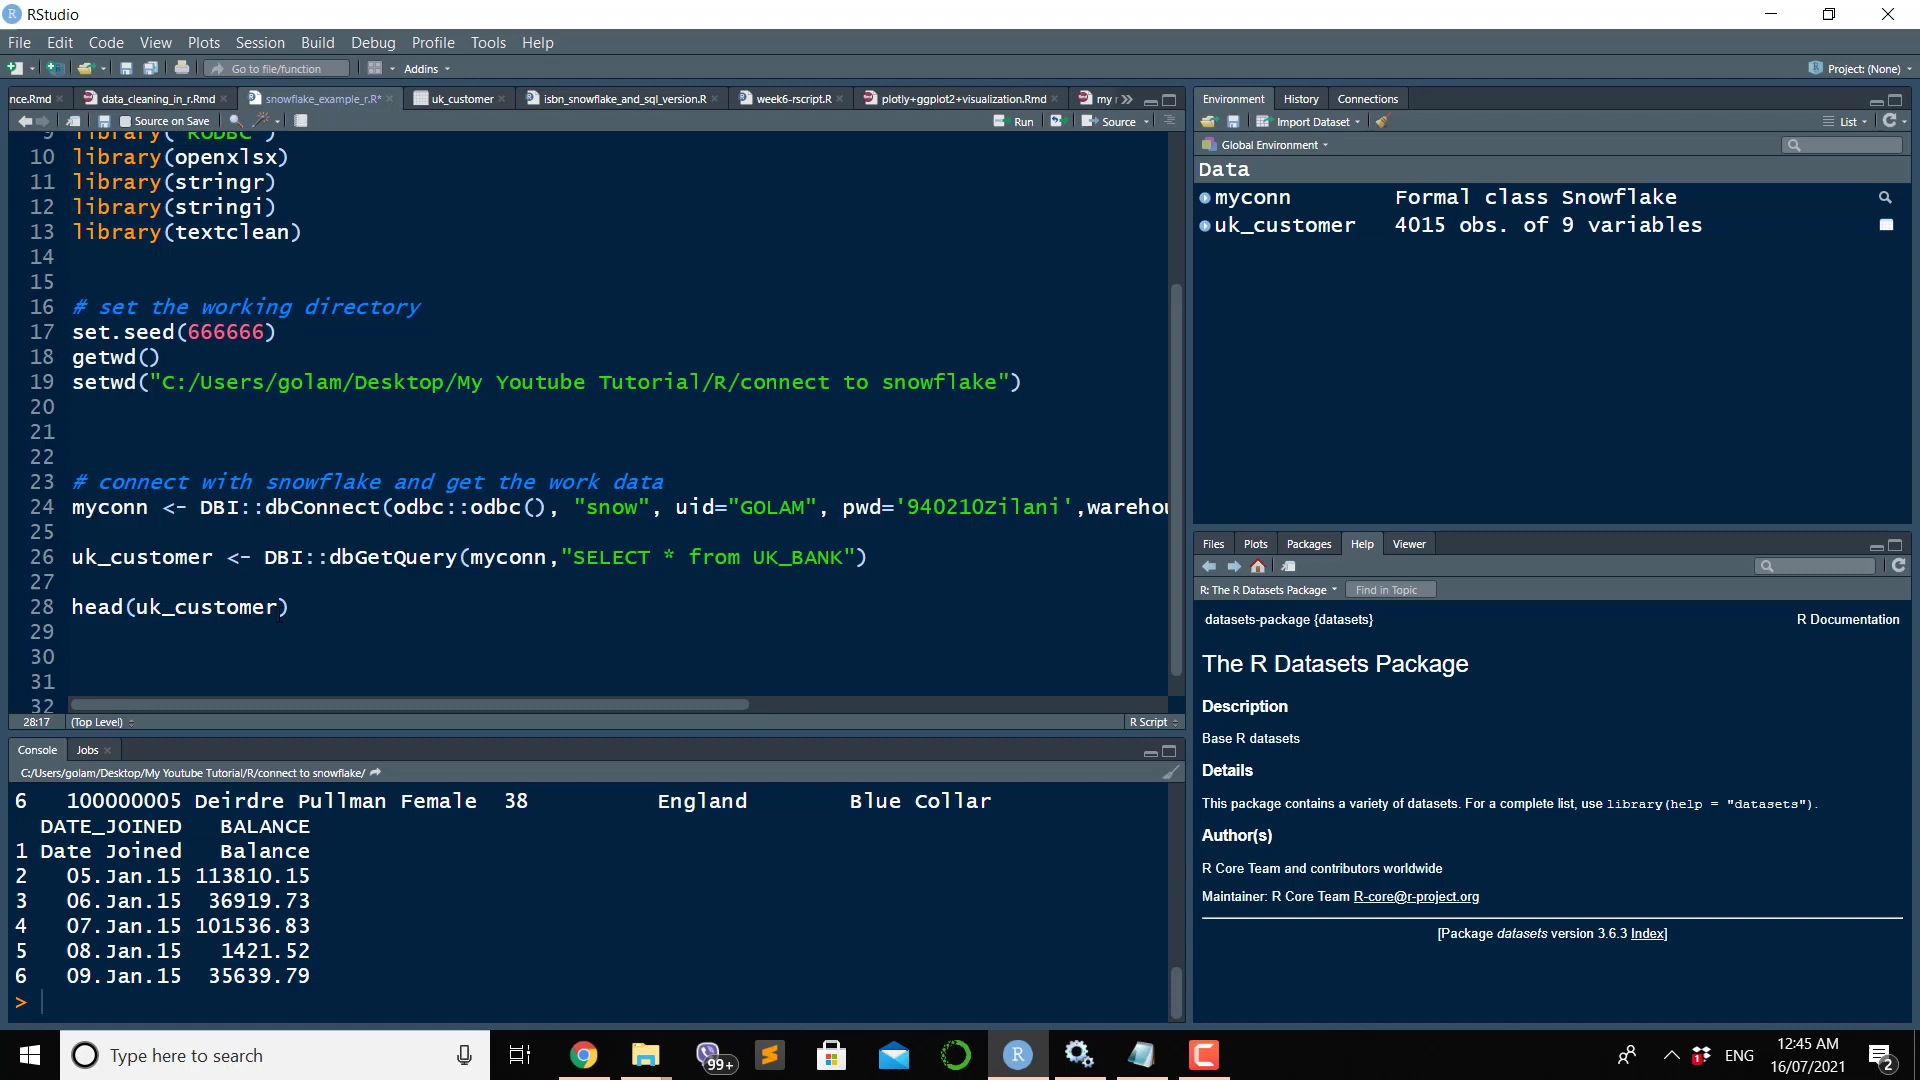 RStudio
File Edit Code View Plots Session Build Debug Profile Tools Help
Go to file/function Addins Project: (None)
nce.Rmd data_cleaning_in_r.Rmd snowflake_example_r.R* uk_customer isbn_snowflake_and_sql_version.R week6-rscript.R plotly+ggplot2+visualization.Rmd my
Source on Save Run Source
9 library("RODBC")
10 library(openxlsx)
11 library(stringr)
12 library(stringi)
13 library(textclean)
14
15
16 # set the working directory
17 set.seed(666666)
18 getwd()
19 setwd("C:/Users/golam/Desktop/My Youtube Tutorial/R/connect to snowflake")
20
21
22
23 # connect with snowflake and get the work data
24 myconn <- DBI::dbConnect(odbc::odbc(), "snow", uid="GOLAM", pwd='940210Zilani',warehou
25
26 uk_customer <- DBI::dbGetQuery(myconn,"SELECT * from UK_BANK")
27
28 head(uk_customer)
29
30
31
32
28:17 (Top Level) R Script
Console Jobs
C:/Users/golam/Desktop/My Youtube Tutorial/R/connect to snowflake/
6 100000005 Deirdre Pullman Female 38 England Blue Collar
DATE_JOINED BALANCE
1 Date Joined Balance
2 05.Jan.15 113810.15
3 06.Jan.15 36919.73
4 07.Jan.15 101536.83
5 08.Jan.15 1421.52
6 09.Jan.15 35639.79
>
Environment History Connections
Import Dataset List
Global Environment
Data
myconn Formal class Snowflake
uk_customer 4015 obs. of 9 variables
Files Plots Packages Help Viewer
R: The R Datasets Package Find in Topic
datasets-package {datasets} R Documentation
The R Datasets Package
Description
Base R datasets
Details
This package contains a variety of datasets. For a complete list, use library(help = "datasets").
Author(s)
R Core Team and contributors worldwide
Maintainer: R Core Team R-core@r-project.org
[Package datasets version 3.6.3 Index]
Type here to search 99+ 1 ENG 12:45 AM
16/07/2021 2